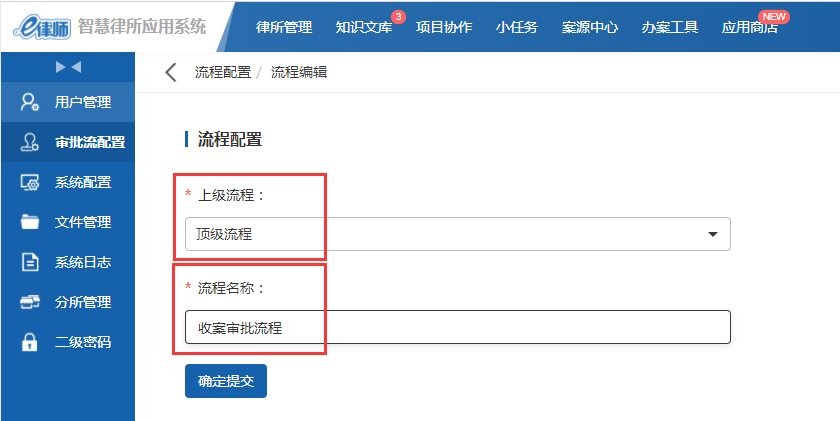 e律师 智慧律所应用系统 律所管理 知识文库 3 项目协作 小任务 案源中心 办案工具 应用商店 NEW
流程配置 / 流程编辑
用户管理
审批流配置
系统配置
文件管理
系统日志
分所管理
二级密码
流程配置
* 上级流程：
顶级流程
* 流程名称：
收案审批流程
确定提交